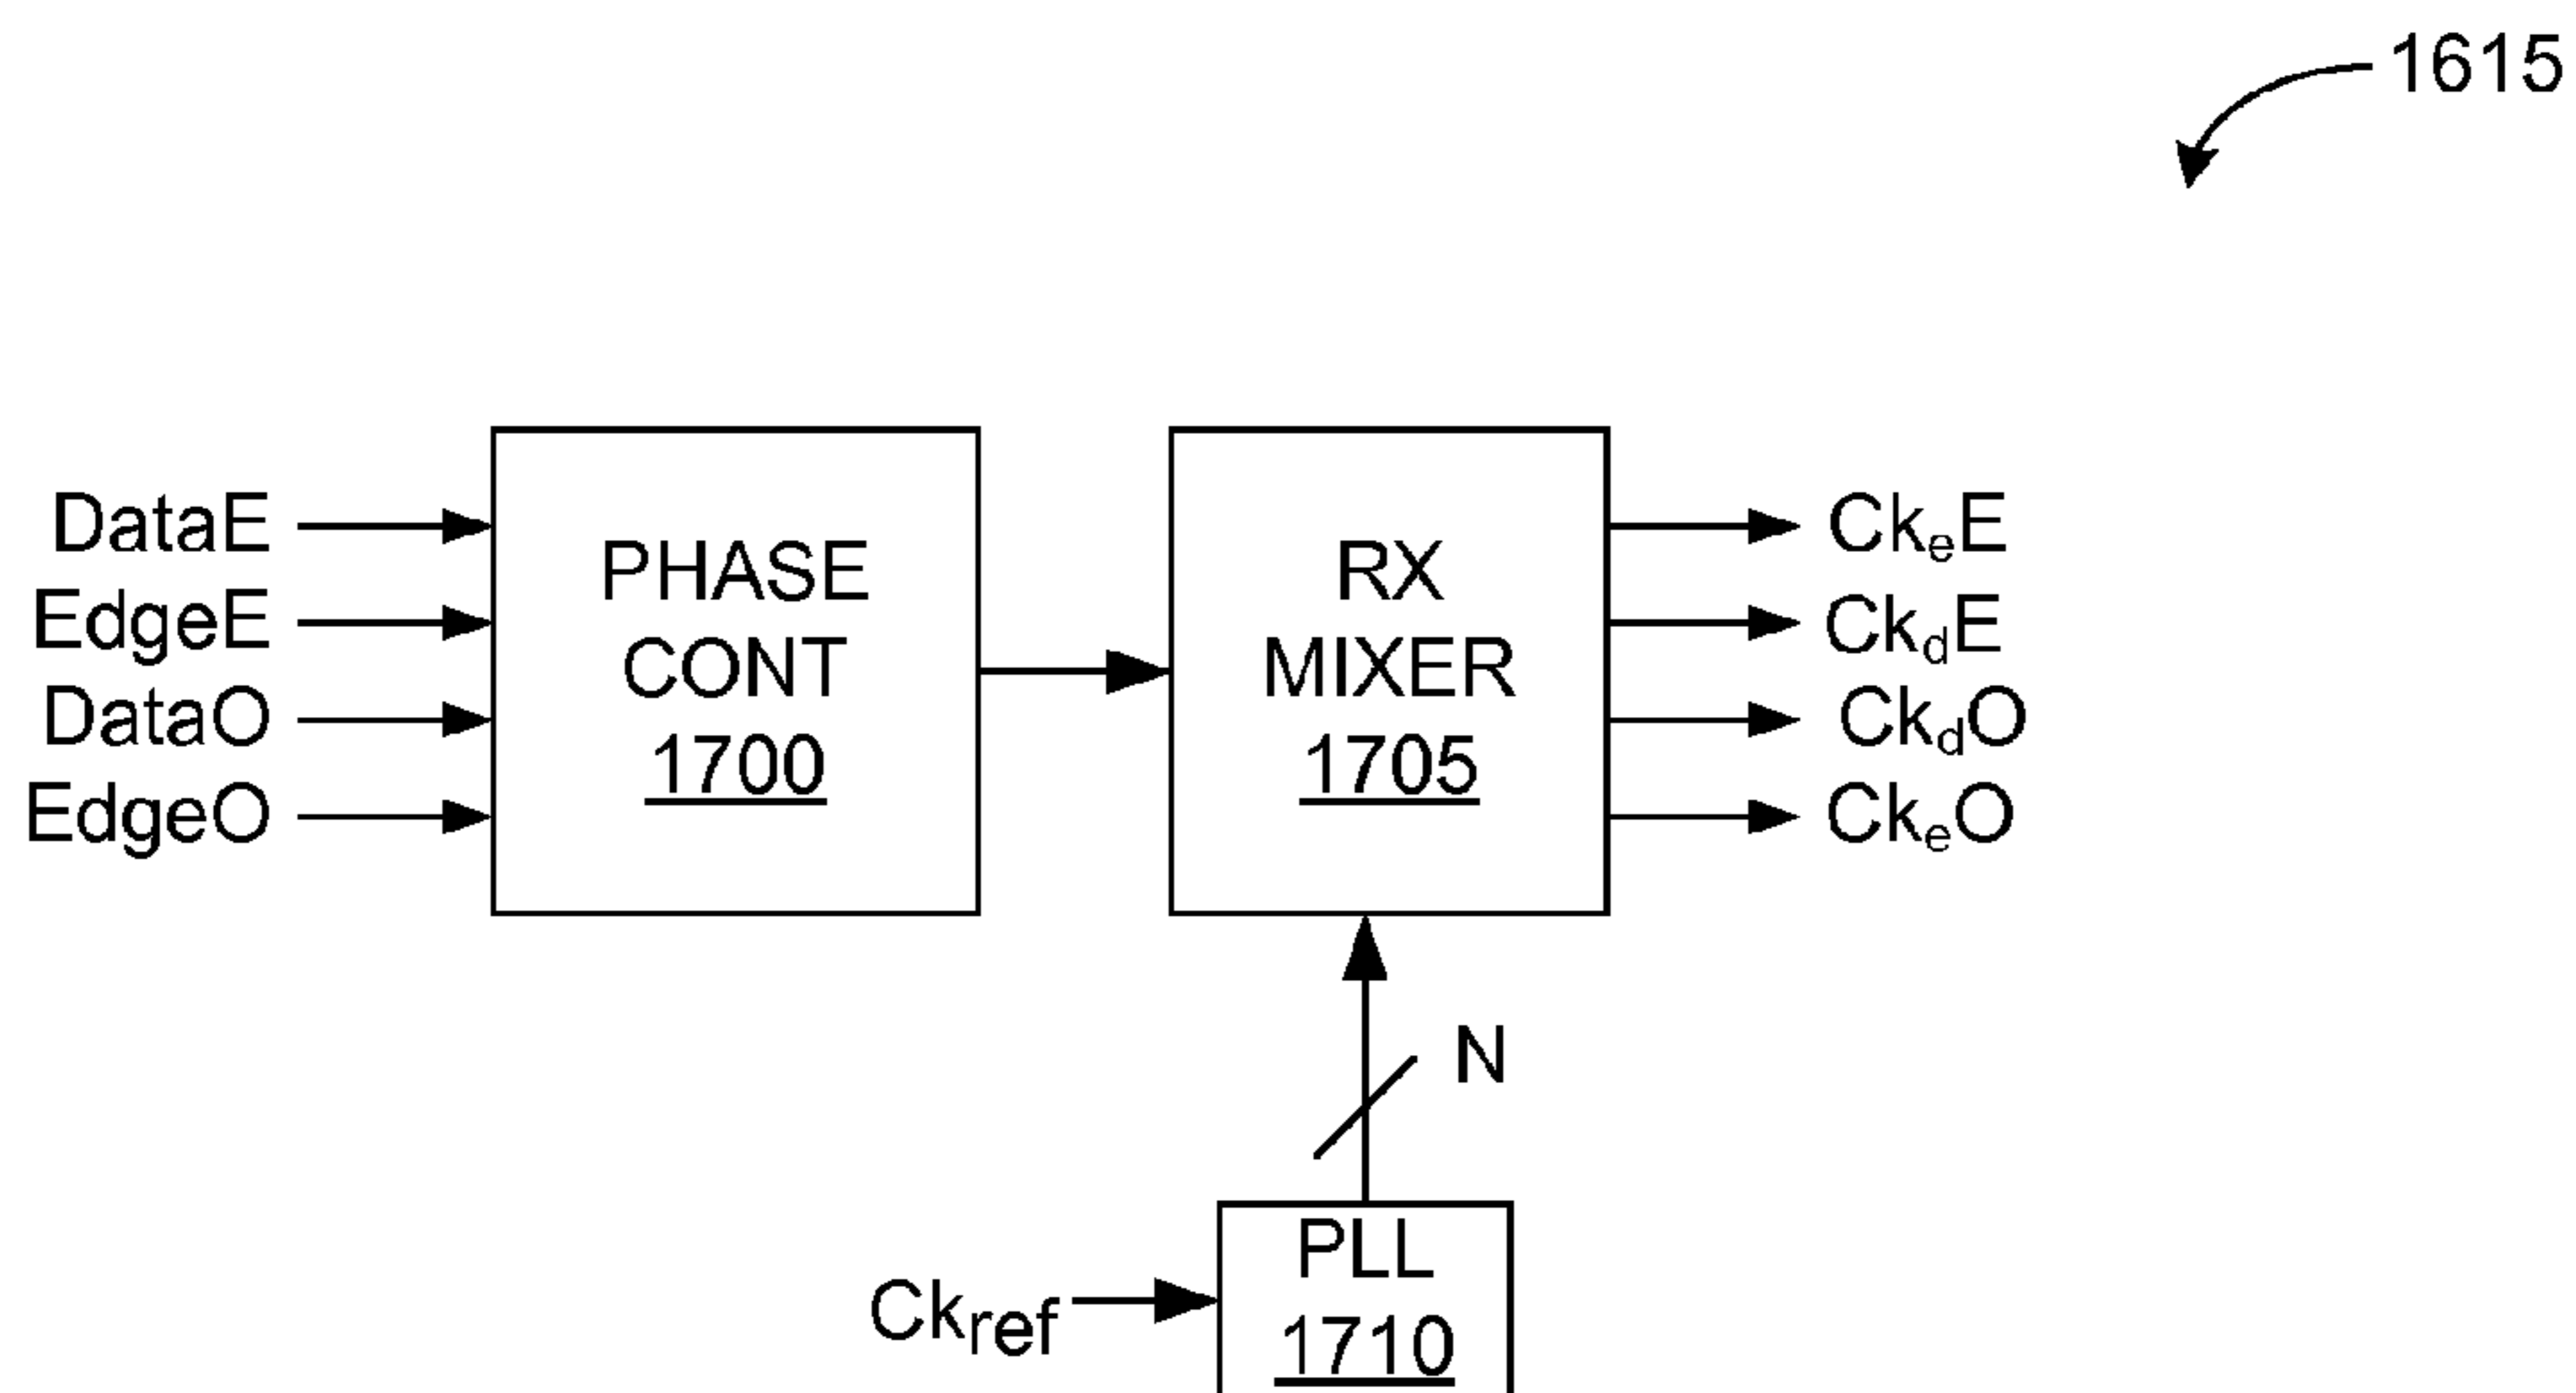 1615
DataE
EdgeE
DataO
EdgeO
PHASE
CONT
1700
RX
MIXER
1705
CkeE
CkdE
CkdO
CkeO
N
Ckref
PLL
1710